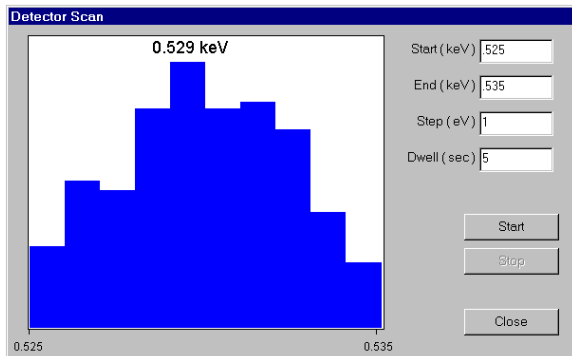 Detector Scan
0.529 keV
Start (keV) .525
End (keV) .535
Step (eV) 1
Dwell (sec) 5
Start
Stop
Close
0.525 0.535